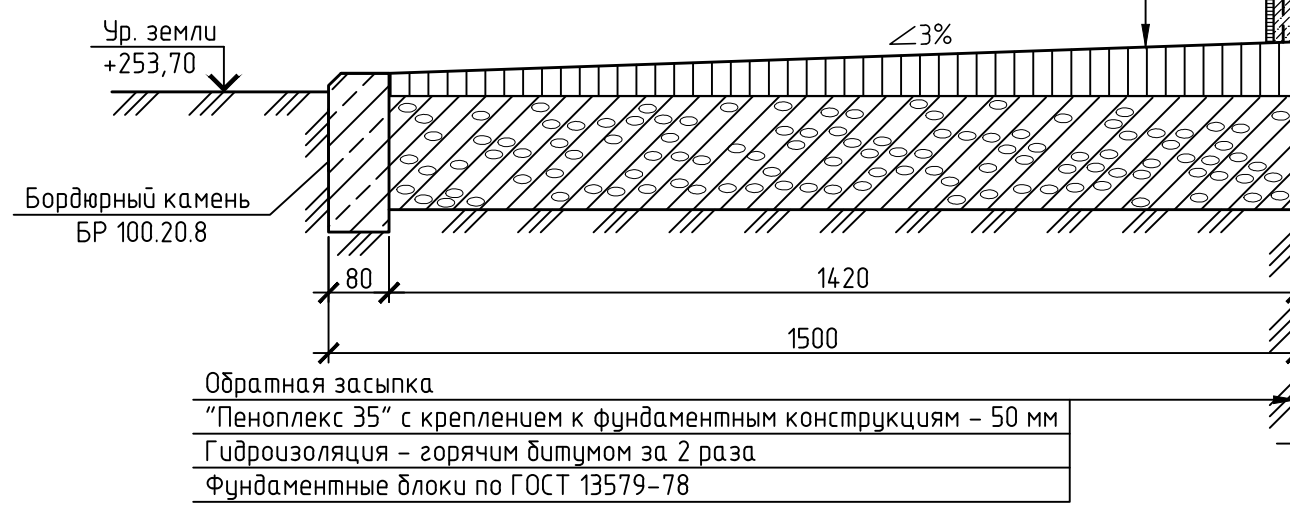 Ур. земли
+253,70
∠3%
Бордюрный камень
БР 100.20.8
80
1420
1500
Обратная засыпка
"Пеноплекс 35" с креплением к фундаментным конструкциям – 50 мм
Гидроизоляция – горячим битумом за 2 раза
Фундаментные блоки по ГОСТ 13579-78